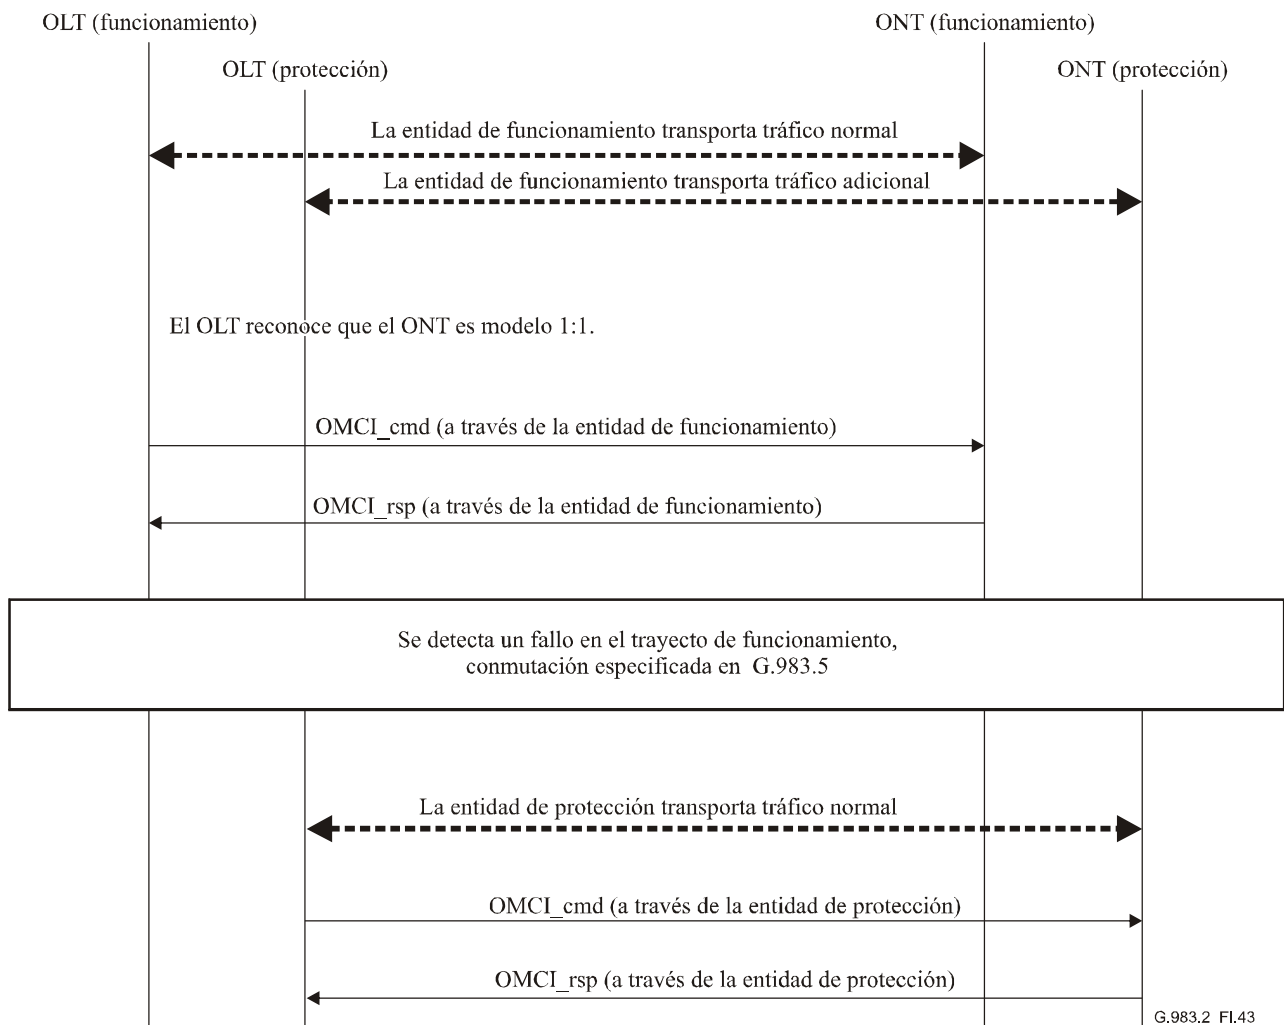 OLT (funcionamiento)
ONT (funcionamiento)
OLT (protección)
ONT (protección)
La entidad de funcionamiento transporta tráfico normal
La entidad de funcionamiento transporta tráfico adicional
El OLT reconoce que el ONT es modelo 1:1.
OMCI_cmd (a través de la entidad de funcionamiento)
OMCI_rsp (a través de la entidad de funcionamiento)
Se detecta un fallo en el trayecto de funcionamiento,
conmutación especificada en G.983.5
La entidad de protección transporta tráfico normal
OMCI_cmd (a través de la entidad de protección)
OMCI_rsp (a través de la entidad de protección)
G.983.2_FI.43